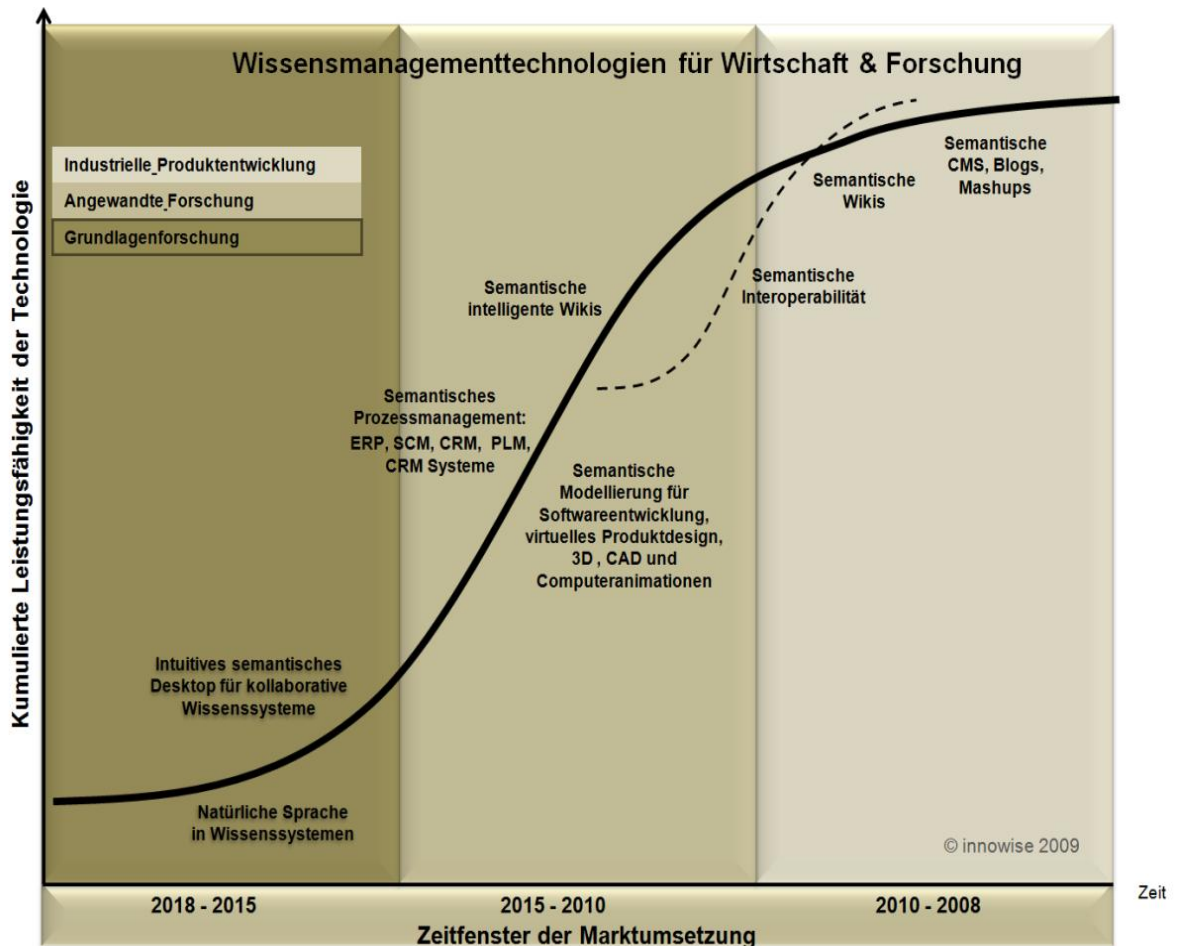 Wissensmanagementtechnologien für Wirtschaft & Forschung
Kumulierte Leistungsfähigkeit der Technologie
Industrielle_Produktentwicklung
Angewandte_Forschung
Grundlagenforschung
Semantische
CMS, Blogs,
Mashups
Semantische
Wikis
Semantische
Interoperabilität
Semantische
intelligente Wikis
Semantisches
Prozessmanagement:
ERP, SCM, CRM, PLM,
CRM Systeme
Semantische
Modellierung für
Softwareentwicklung,
virtuelles Produktdesign,
3D , CAD und
Computeranimationen
Intuitives semantisches
Desktop für kollaborative
Wissenssysteme
Natürliche Sprache
in Wissenssystemen
© innowise 2009
Zeit
2018 - 2015
2015 - 2010
2010 - 2008
Zeitfenster der Marktumsetzung